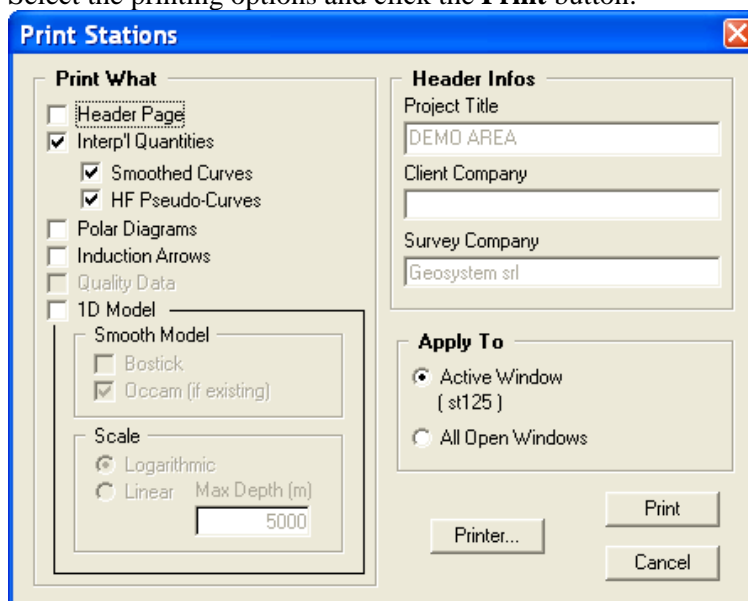 Select the printing options and click the Print button.
Print Stations
Print What
Header Page
Interp'l Quantities
Smoothed Curves
HF Pseudo-Curves
Polar Diagrams
Induction Arrows
Quality Data
1D Model
Smooth Model
Bostick
Occam (if existing)
Scale
Logarithmic
Linear Max Depth (m)
5000
Header Infos
Project Title
DEMO AREA
Client Company
Survey Company
Geosystem srl
Apply To
Active Window
( st125 )
All Open Windows
Printer...
Print
Cancel